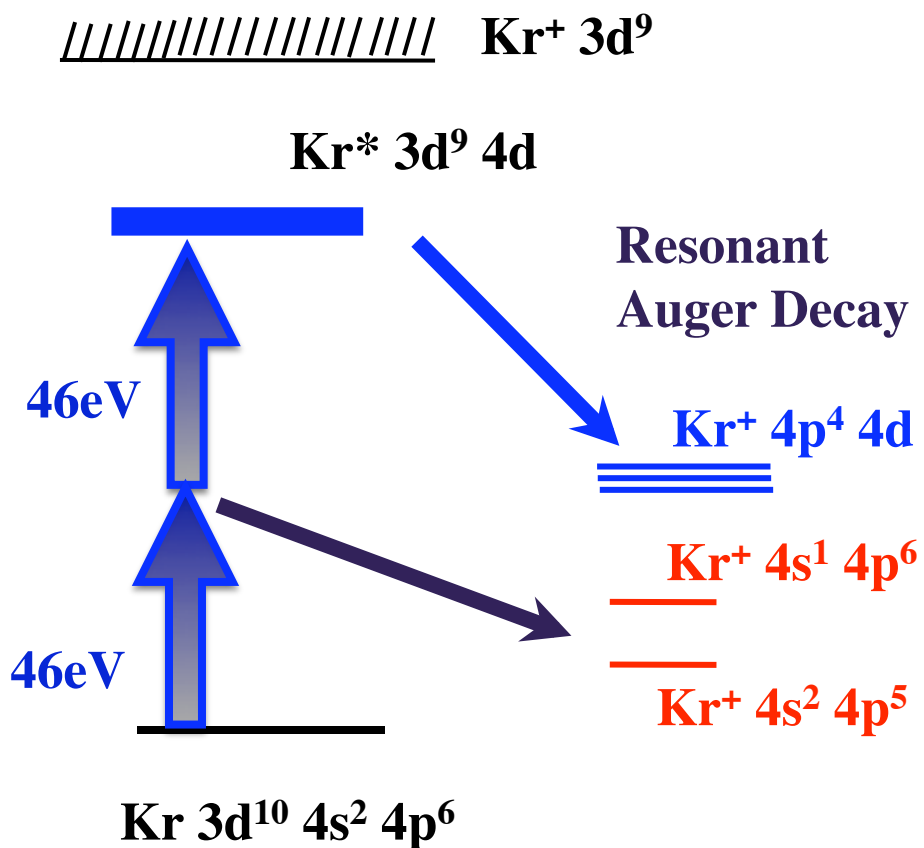 Kr⁺ 3d⁹
Kr* 3d⁹ 4d
Resonant
Auger Decay
46eV
Kr⁺ 4p⁴ 4d
Kr⁺ 4s¹ 4p⁶
46eV
Kr⁺ 4s² 4p⁵
Kr 3d¹⁰ 4s² 4p⁶